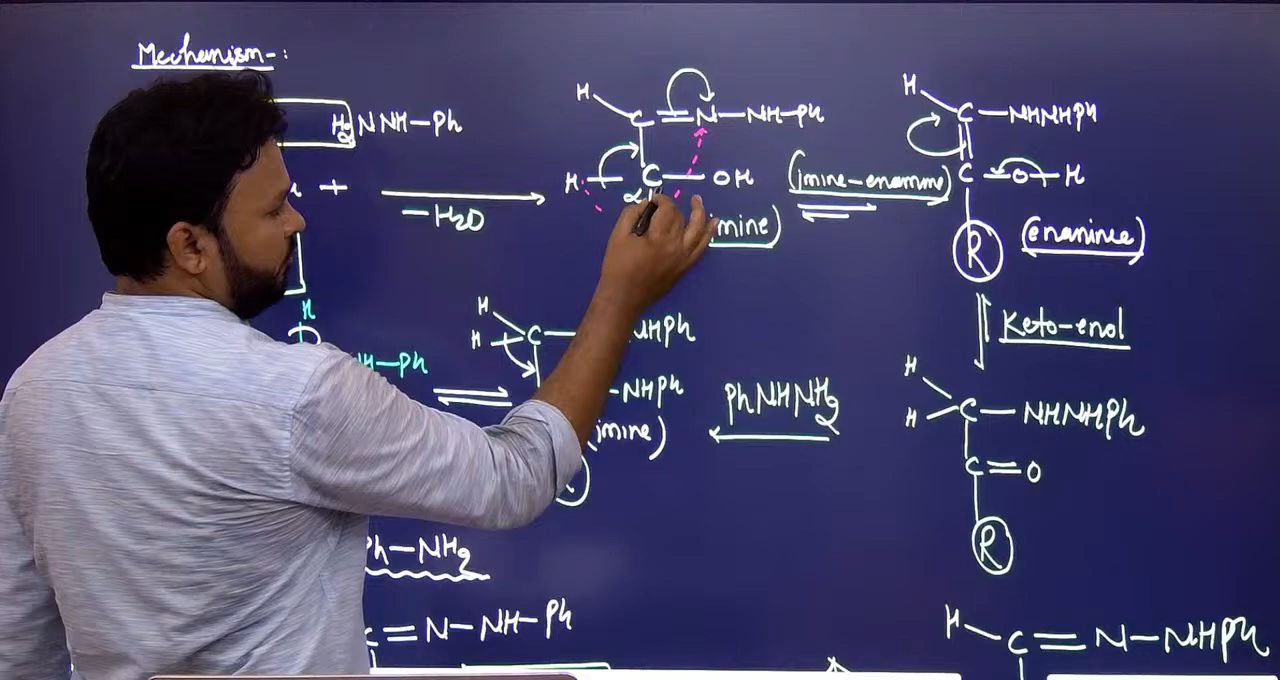 Mechanism-:
H2NNH-Ph
+
-H2O
H
C=N-NH-Ph
H-C-OH
α
(imine-enamine)
H
C-NHNHPh
C-O-H
R
(enamine)
Keto-enol
H
H
C-NHNHPh
C=O
R
PhNHNH2
H
H
C-
NHPh
-NHPh
(imine)
H
H-Ph
Ph-NH2
C=N-NH-Ph
H-C=N-NHPh